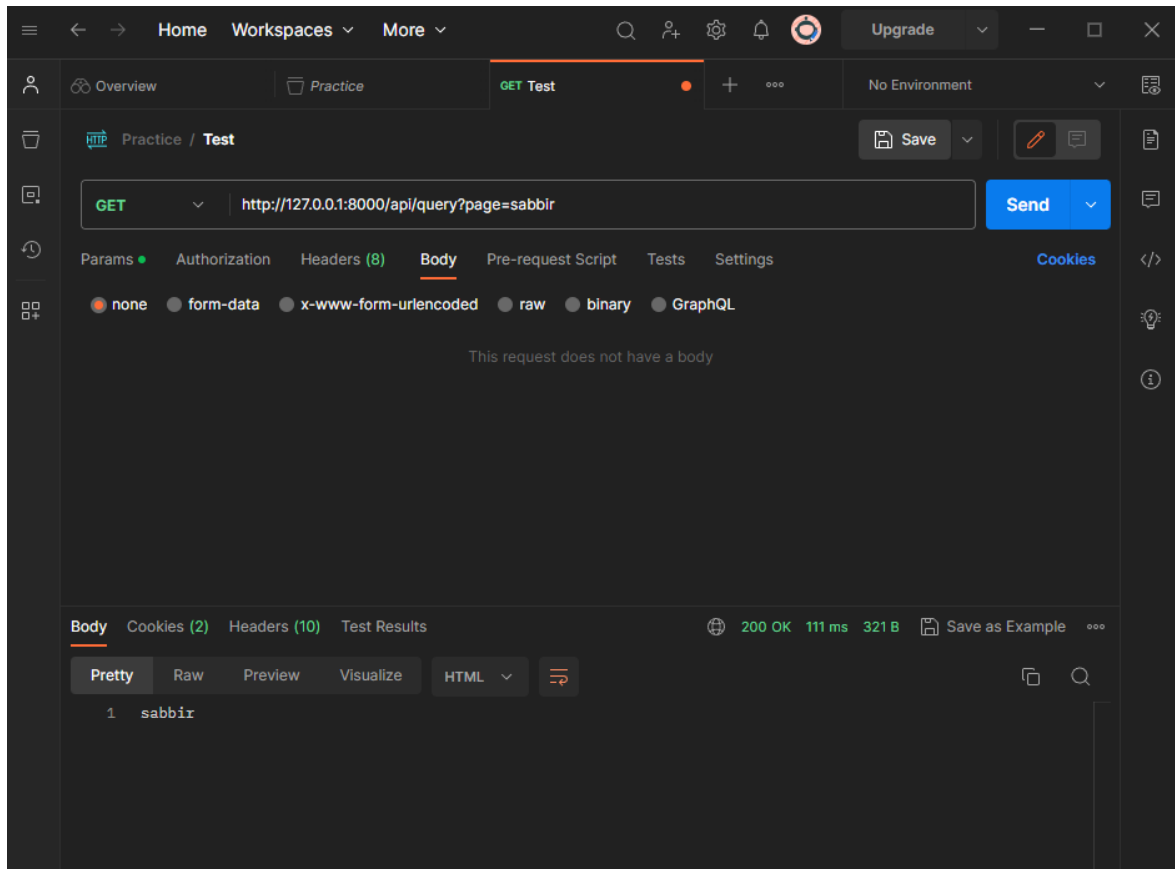 Home Workspaces More Upgrade
Overview Practice GET Test No Environment
HTTP Practice / Test Save
GET http://127.0.0.1:8000/api/query?page=sabbir Send
Params Authorization Headers (8) Body Pre-request Script Tests Settings Cookies
none form-data x-www-form-urlencoded raw binary GraphQL
This request does not have a body
Body Cookies (2) Headers (10) Test Results 200 OK 111 ms 321 B Save as Example
Pretty Raw Preview Visualize HTML
1 sabbir